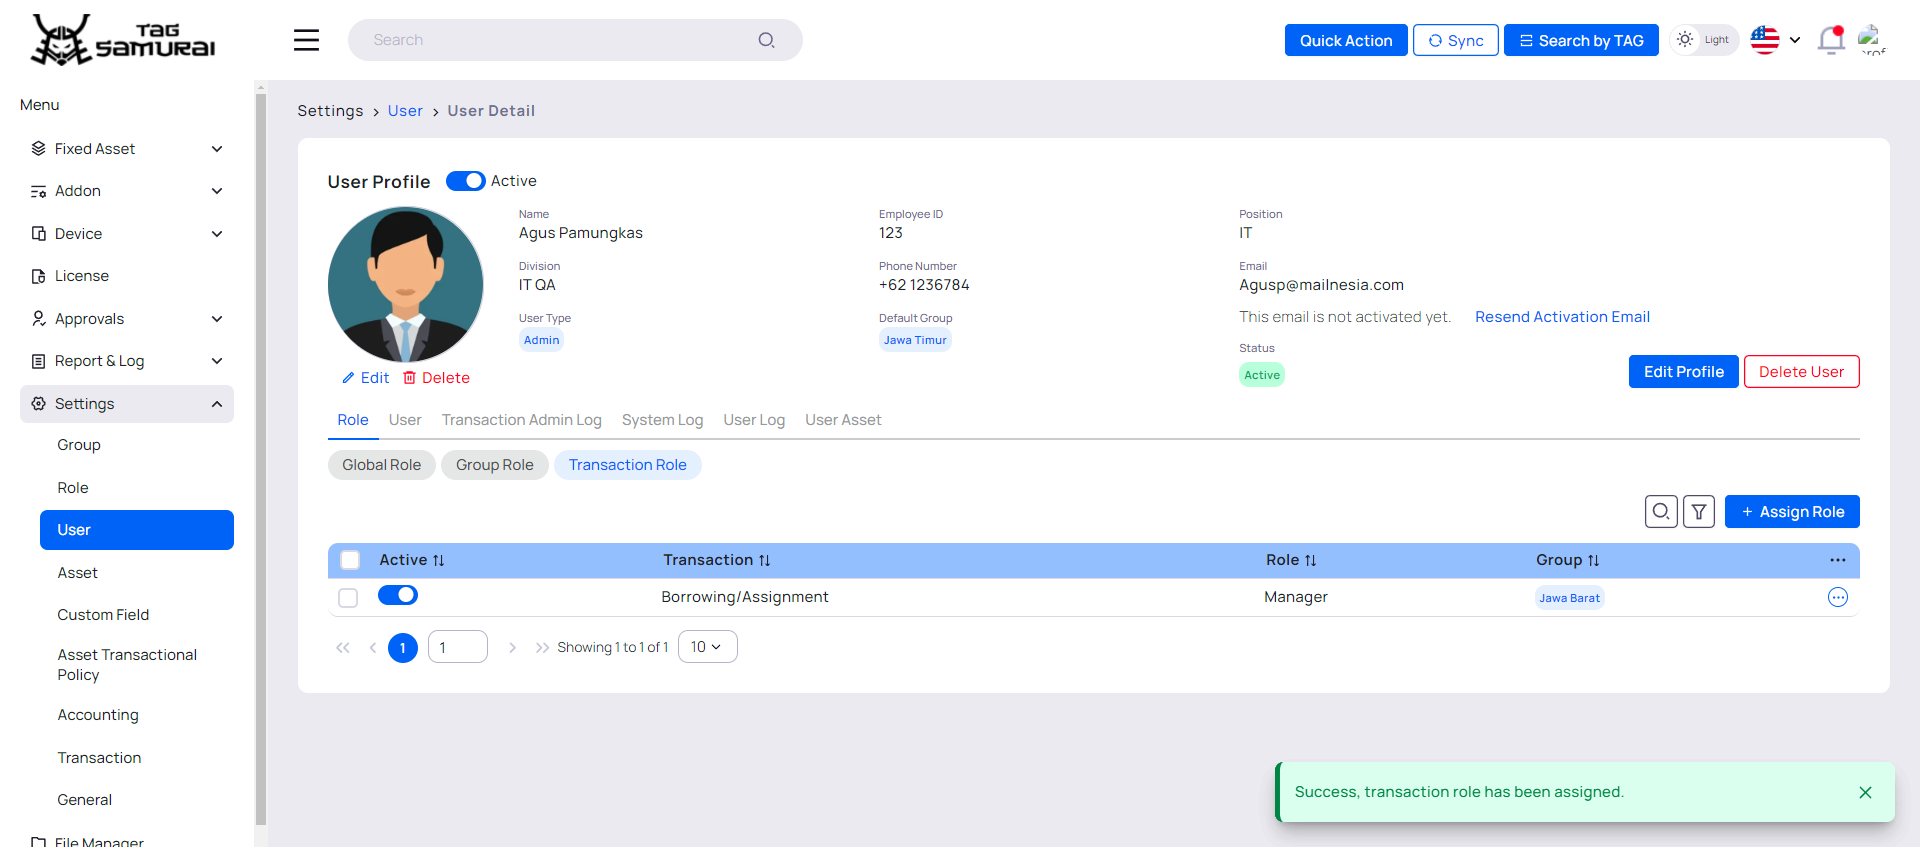 TAG SAMURAI
Search
Quick Action
Sync
Search by TAG
Light
prof
Menu
Fixed Asset
Addon
Device
License
Approvals
Report & Log
Settings
Group
Role
User
Asset
Custom Field
Asset Transactional
Policy
Accounting
Transaction
General
File Manager
Settings > User > User Detail
User Profile
Active
Name
Agus Pamungkas
Employee ID
123
Position
IT
Division
IT QA
Phone Number
+62 1236784
Email
Agusp@mailnesia.com
This email is not activated yet. Resend Activation Email
User Type
Admin
Default Group
Jawa Timur
Status
Active
Edit Delete
Edit Profile
Delete User
Role User Transaction Admin Log System Log User Log User Asset
Global Role Group Role Transaction Role
+ Assign Role
Active Transaction Role Group
Borrowing/Assignment Manager Jawa Barat
1 1 Showing 1 to 1 of 1 10
Success, transaction role has been assigned.